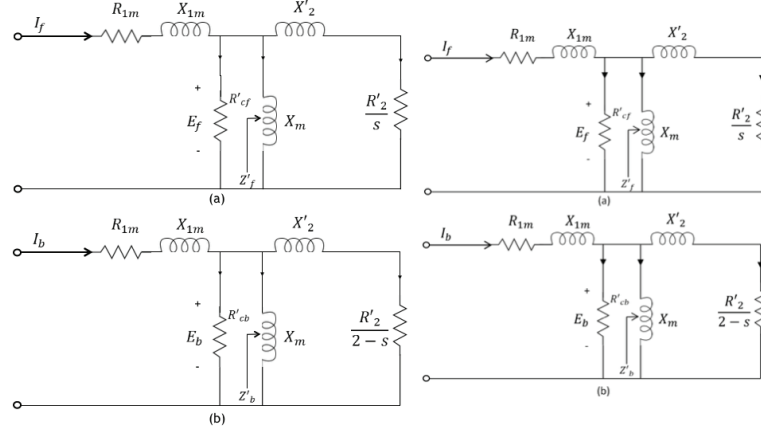 I_f R_1m X_1m X'_2
+
E_f
-
R'_cf
X_m
Z'_f
R'_2
s
(a)
I_b R_1m X_1m X'_2
+
E_b
-
R'_cb
X_m
Z'_b
R'_2
2 − s
(b)
I_f R_1m X_1m X'_2
+
E_f
-
R'_cf
X_m
Z'_f
R'_2
s
(a)
I_b R_1m X_1m X'_2
+
E_b
-
R'_cb
X_m
Z'_b
R'_2
2 − s
(b)